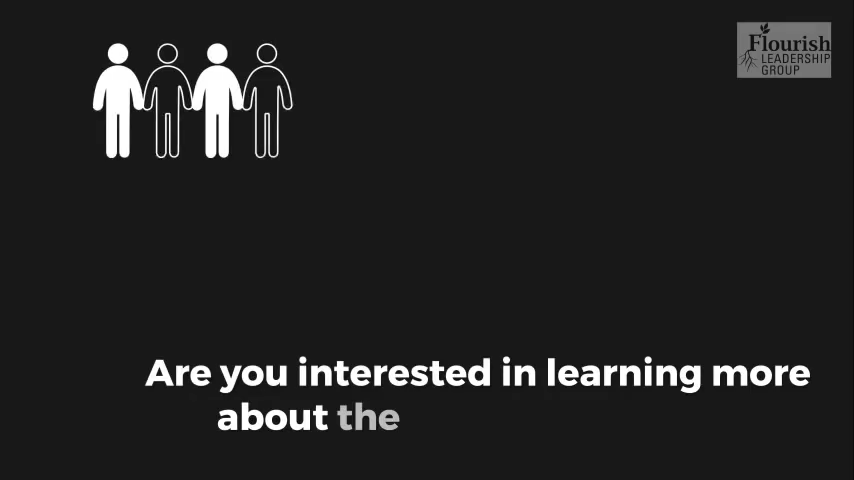 Flourish
LEADERSHIP
GROUP
Are you interested in learning more
about the